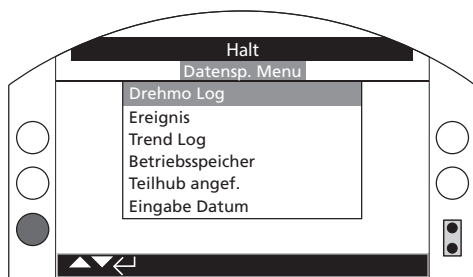 Halt
Datensp. Menu
Drehmo Log
Ereignis
Trend Log
Betriebsspeicher
Teilhub angef.
Eingabe Datum